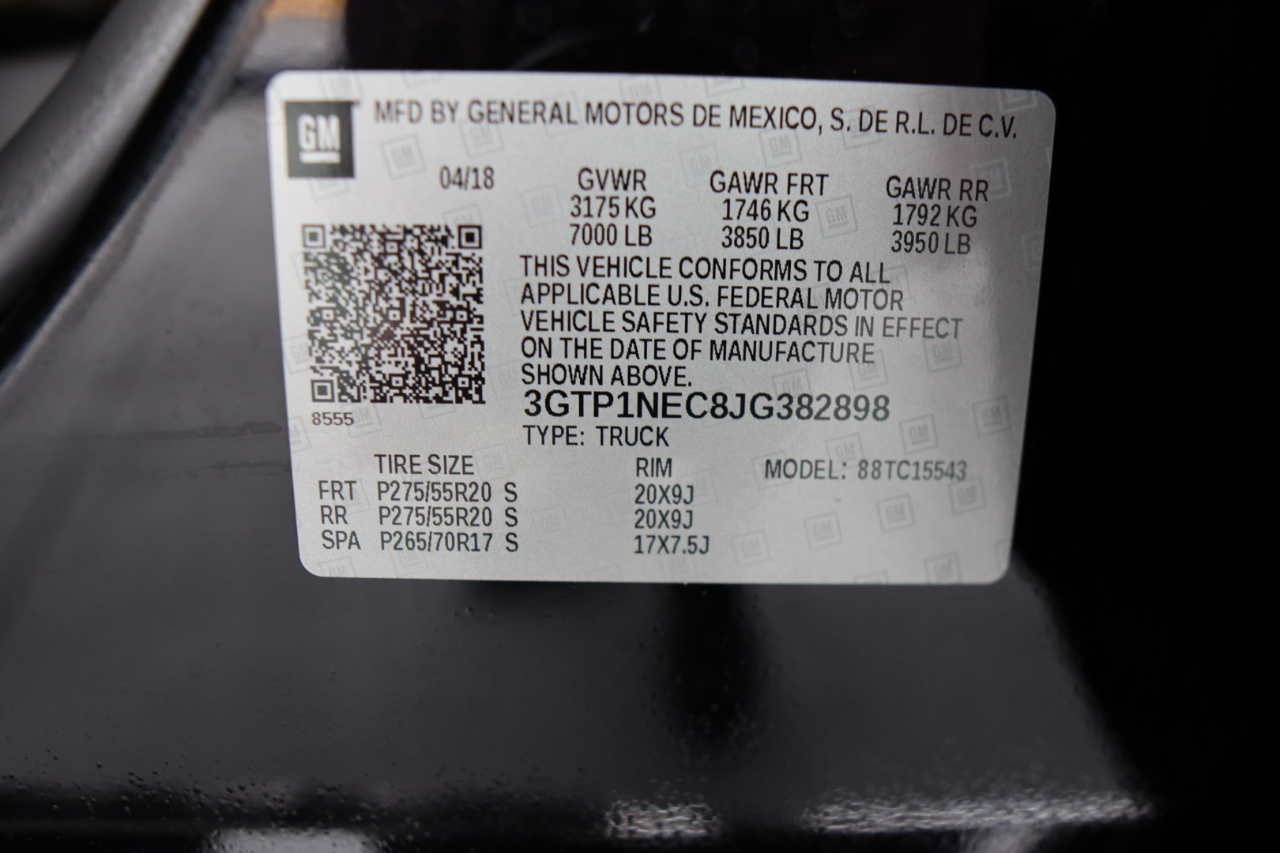 GM
MFD BY GENERAL MOTORS DE MEXICO, S. DE R.L. DE C.V.
04/18 GVWR GAWR FRT GAWR RR
3175 KG 1746 KG 1792 KG
7000 LB 3850 LB 3950 LB
THIS VEHICLE CONFORMS TO ALL
APPLICABLE U.S. FEDERAL MOTOR
VEHICLE SAFETY STANDARDS IN EFFECT
ON THE DATE OF MANUFACTURE
SHOWN ABOVE.
3GTP1NEC8JG382898
8555
TYPE: TRUCK
TIRE SIZE RIM MODEL: 88TC15543
FRT P275/55R20 S 20X9J
RR P275/55R20 S 20X9J
SPA P265/70R17 S 17X7.5J